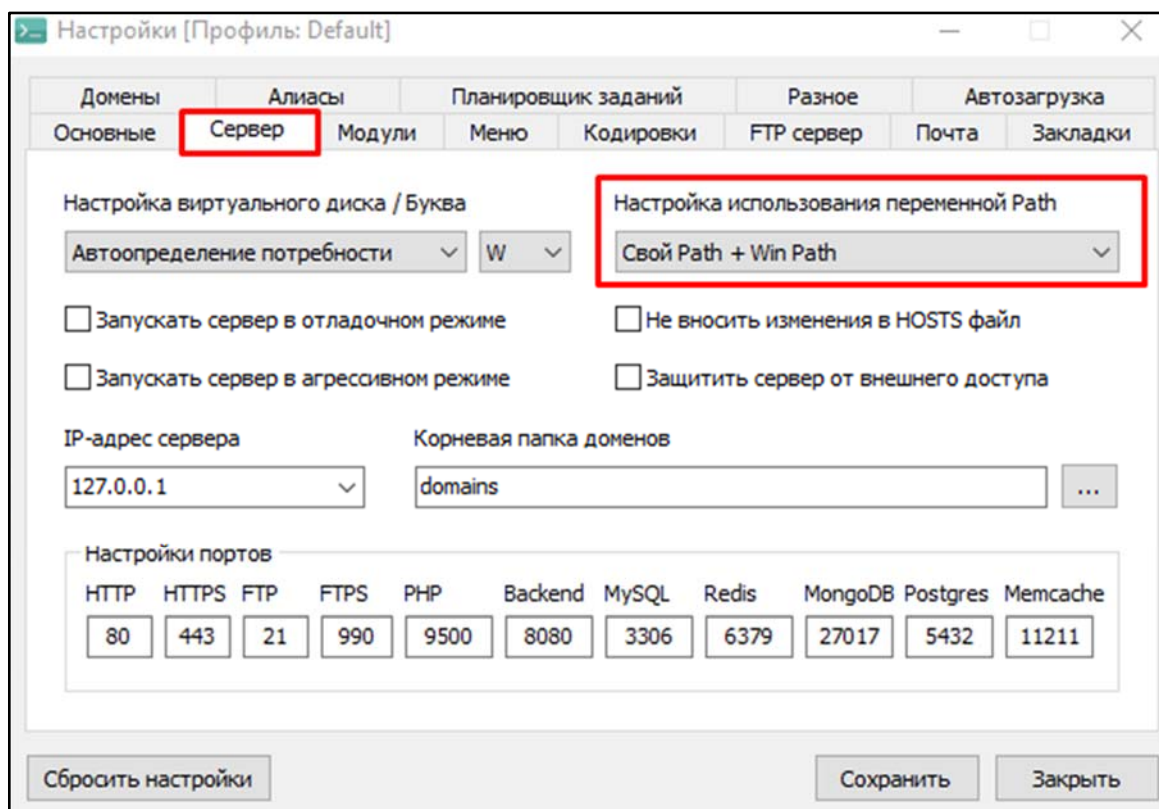 Настройки [Профиль: Default]
Домены Алиасы Планировщик заданий Разное Автозагрузка
Основные Сервер Модули Меню Кодировки FTP сервер Почта Закладки
Настройка виртуального диска / Буква Настройка использования переменной Path
Автоопределение потребности W Свой Path + Win Path
Запускать сервер в отладочном режиме Не вносить изменения в HOSTS файл
Запускать сервер в агрессивном режиме Защитить сервер от внешнего доступа
IP-адрес сервера Корневая папка доменов
127.0.0.1 domains ...
Настройки портов
HTTP HTTPS FTP FTPS PHP Backend MySQL Redis MongoDB Postgres Memcache
80 443 21 990 9500 8080 3306 6379 27017 5432 11211
Сбросить настройки Сохранить Закрыть